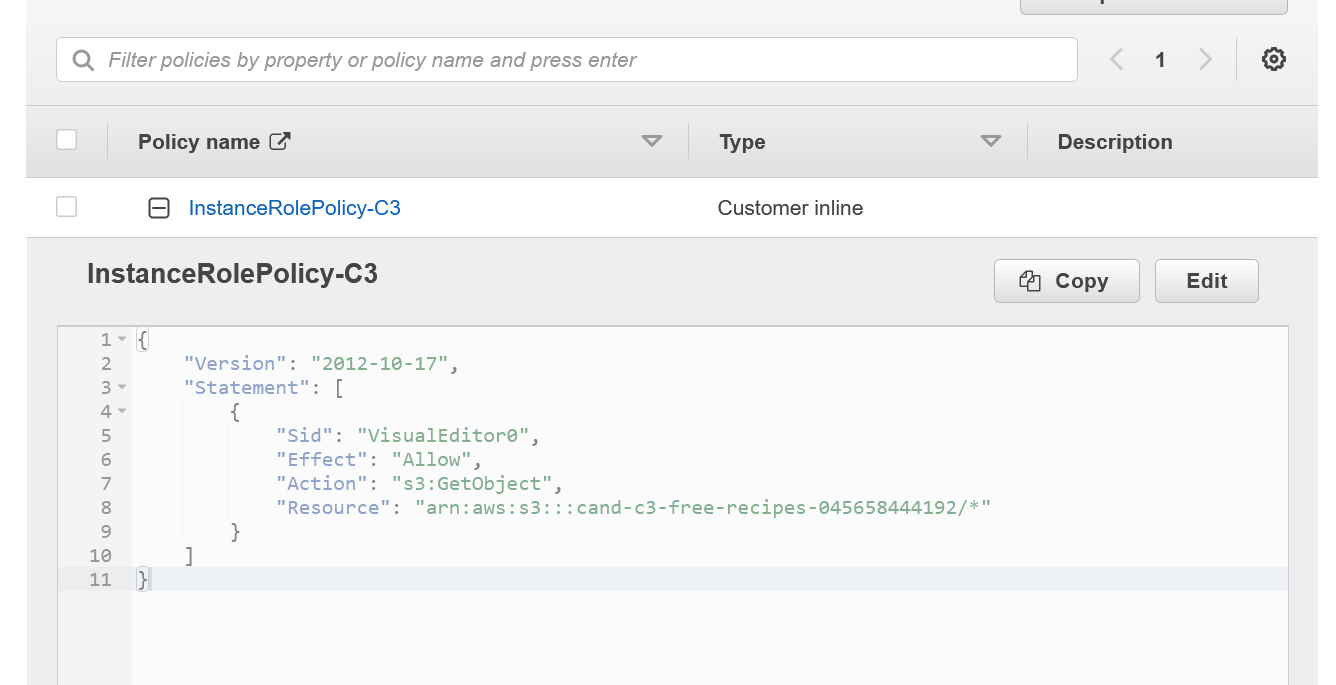 Filter policies by property or policy name and press enter
1
Policy name Type Description
InstanceRolePolicy-C3 Customer inline
InstanceRolePolicy-C3 Copy Edit
1 {
2 "Version": "2012-10-17",
3 "Statement": [
4 {
5 "Sid": "VisualEditor0",
6 "Effect": "Allow",
7 "Action": "s3:GetObject",
8 "Resource": "arn:aws:s3:::cand-c3-free-recipes-045658444192/*"
9 }
10 ]
11 }